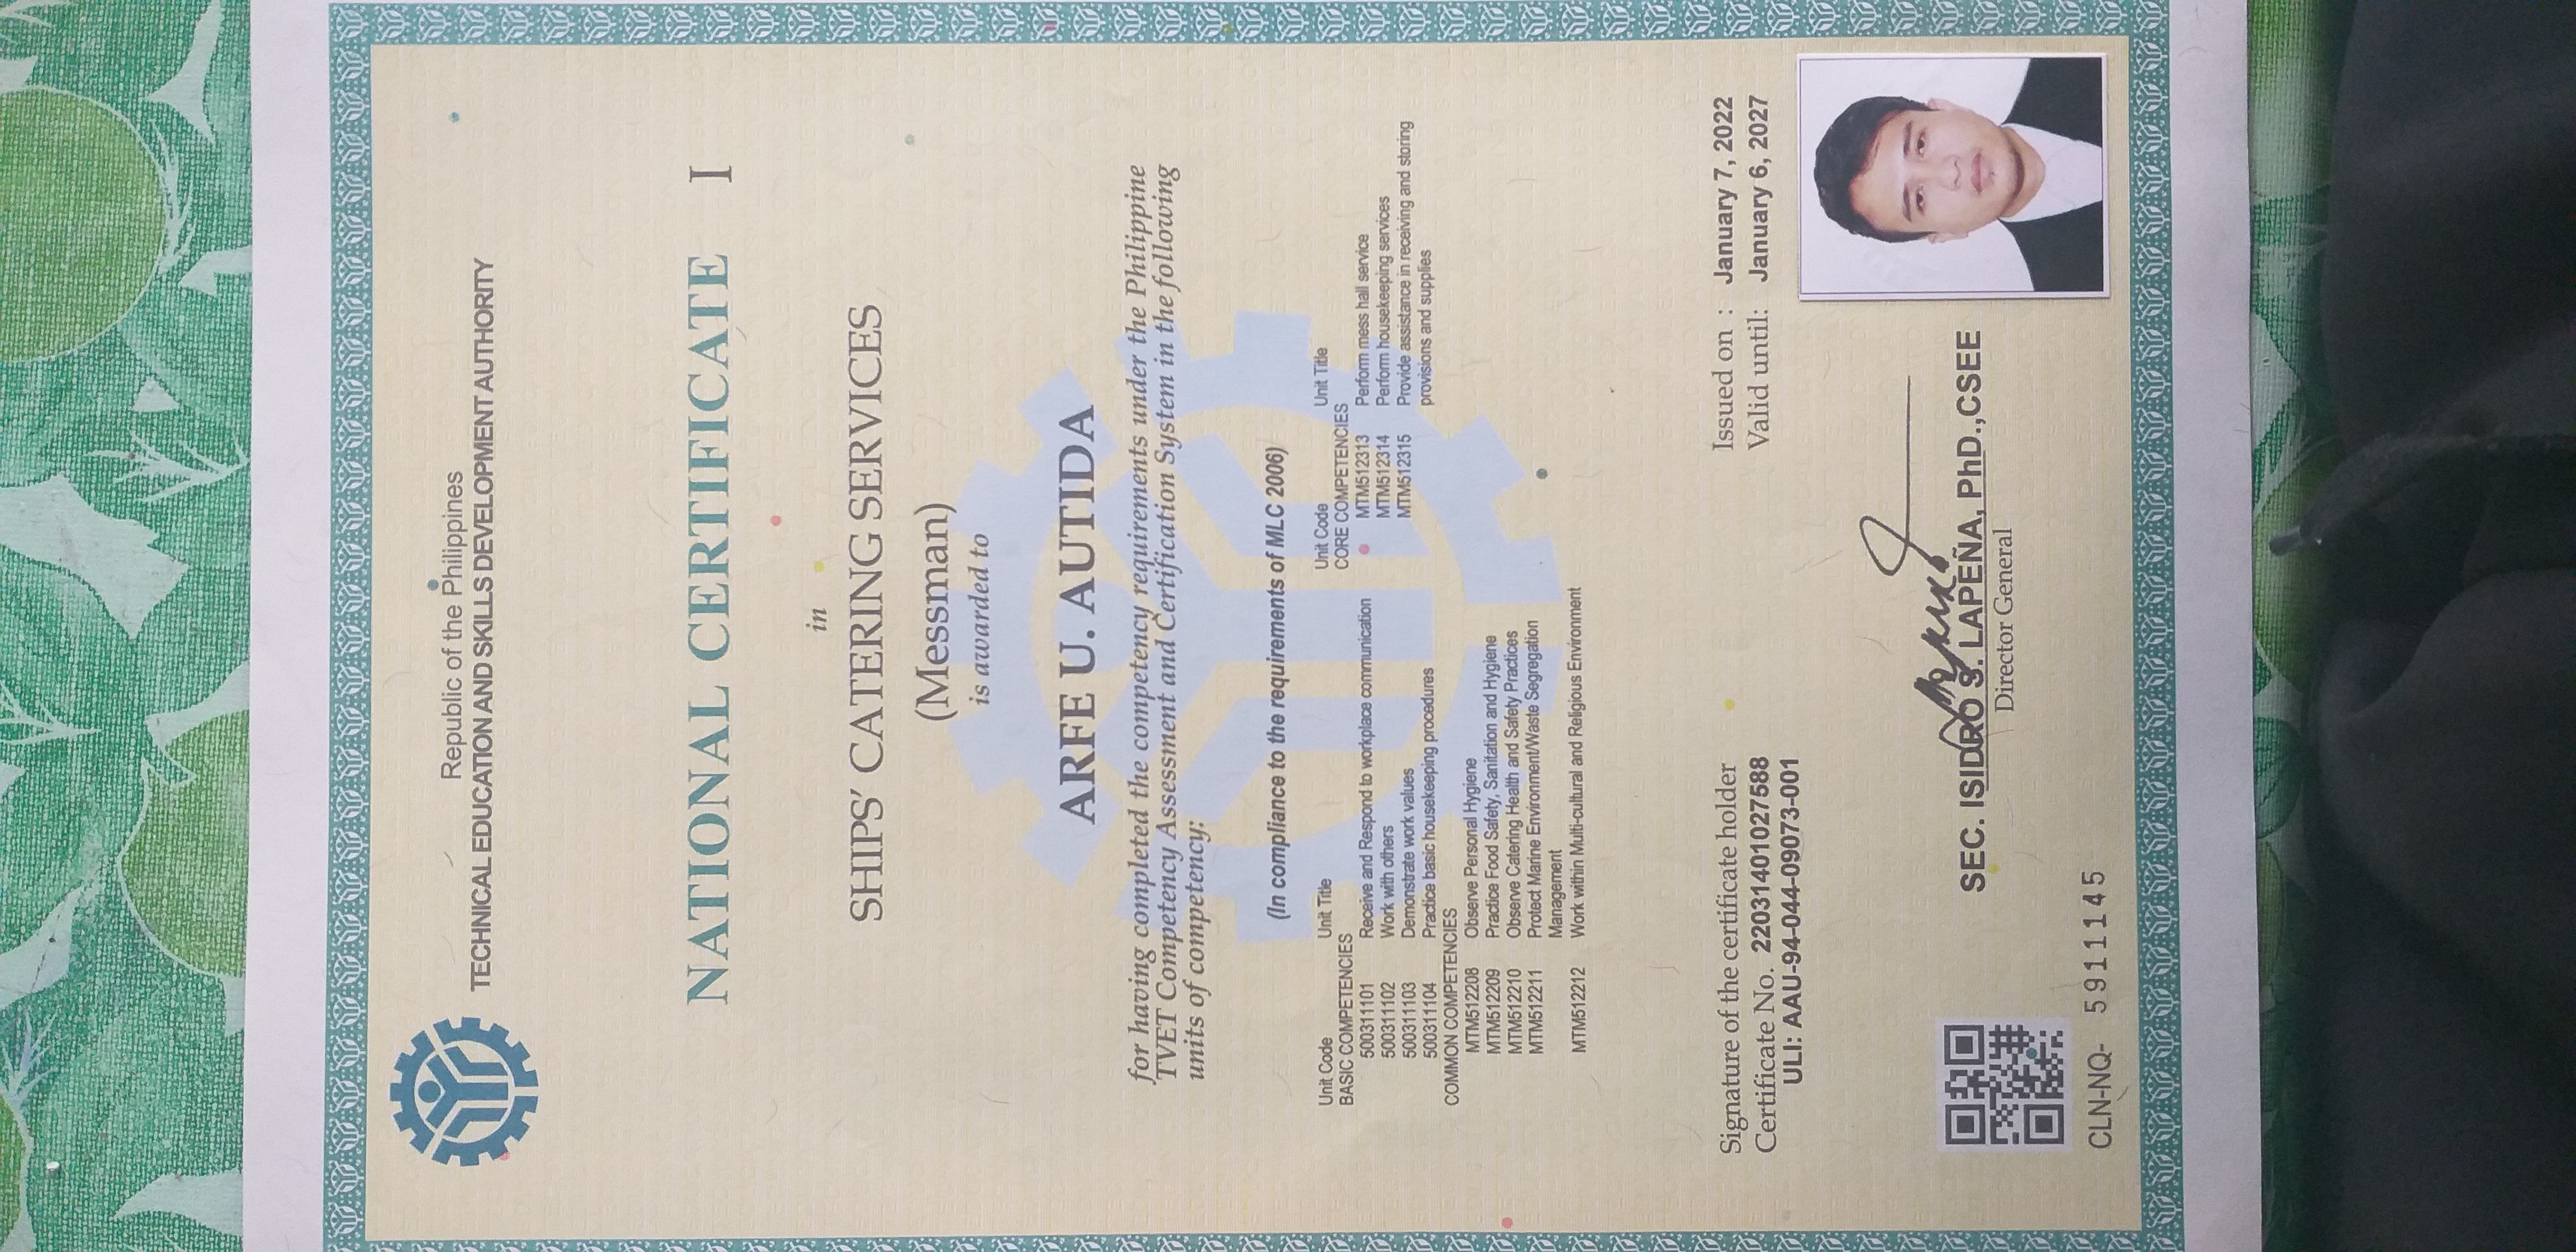 Republic of the Philippines
TECHNICAL EDUCATION AND SKILLS DEVELOPMENT AUTHORITY
NATIONAL CERTIFICATE I
in
SHIPS' CATERING SERVICES
(Messman)
is awarded to
ARFE U. AUTIDA
for having completed the competency requirements under the Philippine
TVET Competency Assessment and Certification System in the following
units of competency:
(In compliance to the requirements of MLC 2006)
Unit Code Unit Title
BASIC COMPETENCIES
500311101 Receive and Respond to workplace communication
500311102 Work with others
500311103 Demonstrate work values
500311104 Practice basic housekeeping procedures
COMMON COMPETENCIES
MTM512208 Observe Personal Hygiene
MTM512209 Practice Food Safety, Sanitation and Hygiene
MTM512210 Observe Catering Health and Safety Practices
MTM512211 Protect Marine Environment/Waste Segregation
Management
MTM512212 Work within Multi-cultural and Religious Environment
Unit Code Unit Title
CORE COMPETENCIES
MTM512313 Perform mess hall service
MTM512314 Perform housekeeping services
MTM512315 Provide assistance in receiving and storing
provisions and supplies
Signature of the certificate holder
Certificate No. 22031401027588
ULI: AAU-94-044-09073-001
Issued on : January 7, 2022
Valid until: January 6, 2027
SEC. ISIDRO S. LAPEÑA, PhD.,CSEE
Director General
CLN-NQ- 5911145